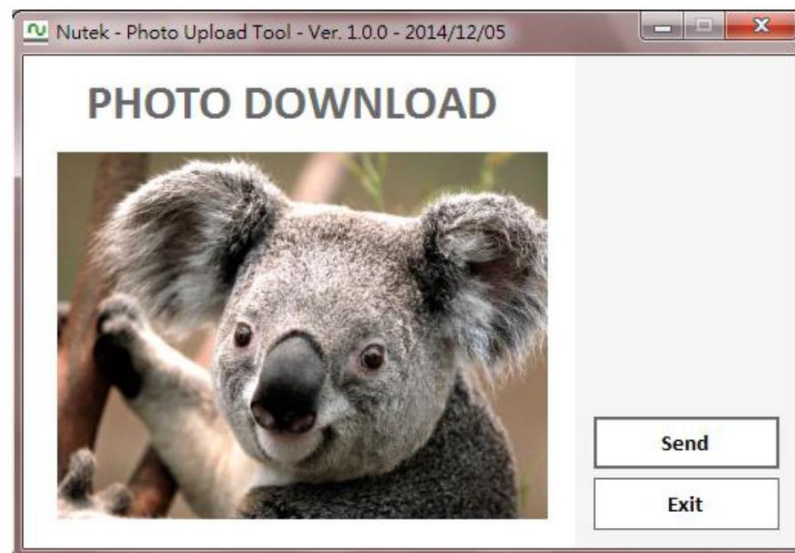 Nutek - Photo Upload Tool - Ver. 1.0.0 - 2014/12/05
PHOTO DOWNLOAD
Send
Exit